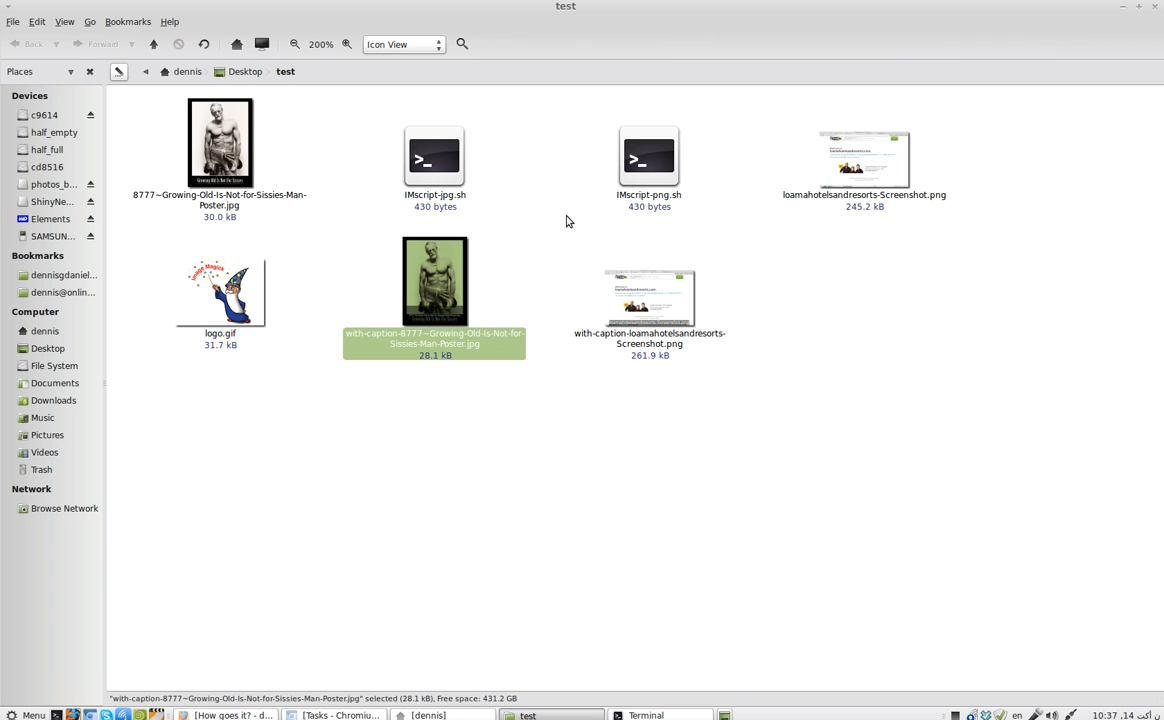 test
File Edit View Go Bookmarks Help
Back Forward 200% Icon View
Places dennis Desktop test
Devices
c9614
half_empty
half_full
cd8516
photos_b...
ShinyNe...
Elements
SAMSUN...
Bookmarks
dennisgdaniel...
dennis@onlin...
Computer
dennis
Desktop
File System
Documents
Downloads
Music
Pictures
Videos
Trash
Network
Browse Network
8777~Growing-Old-Is-Not-for-Sissies-Man-
Poster.jpg
30.0 kB
IMscript-jpg.sh
430 bytes
IMscript-png.sh
430 bytes
loamahotelsandresorts-Screenshot.png
245.2 kB
Image Magick
logo.gif
31.7 kB
with-caption-8777~Growing-Old-Is-Not-for-
Sissies-Man-Poster.jpg
28.1 kB
with-caption-loamahotelsandresorts-
Screenshot.png
261.9 kB
"with-caption-8777~Growing-Old-Is-Not-for-Sissies-Man-Poster.jpg" selected (28.1 kB), Free space: 431.2 GB
Menu [How goes it? - d... [Tasks - Chromiu... [dennis] test Terminal en 10:37 ,14